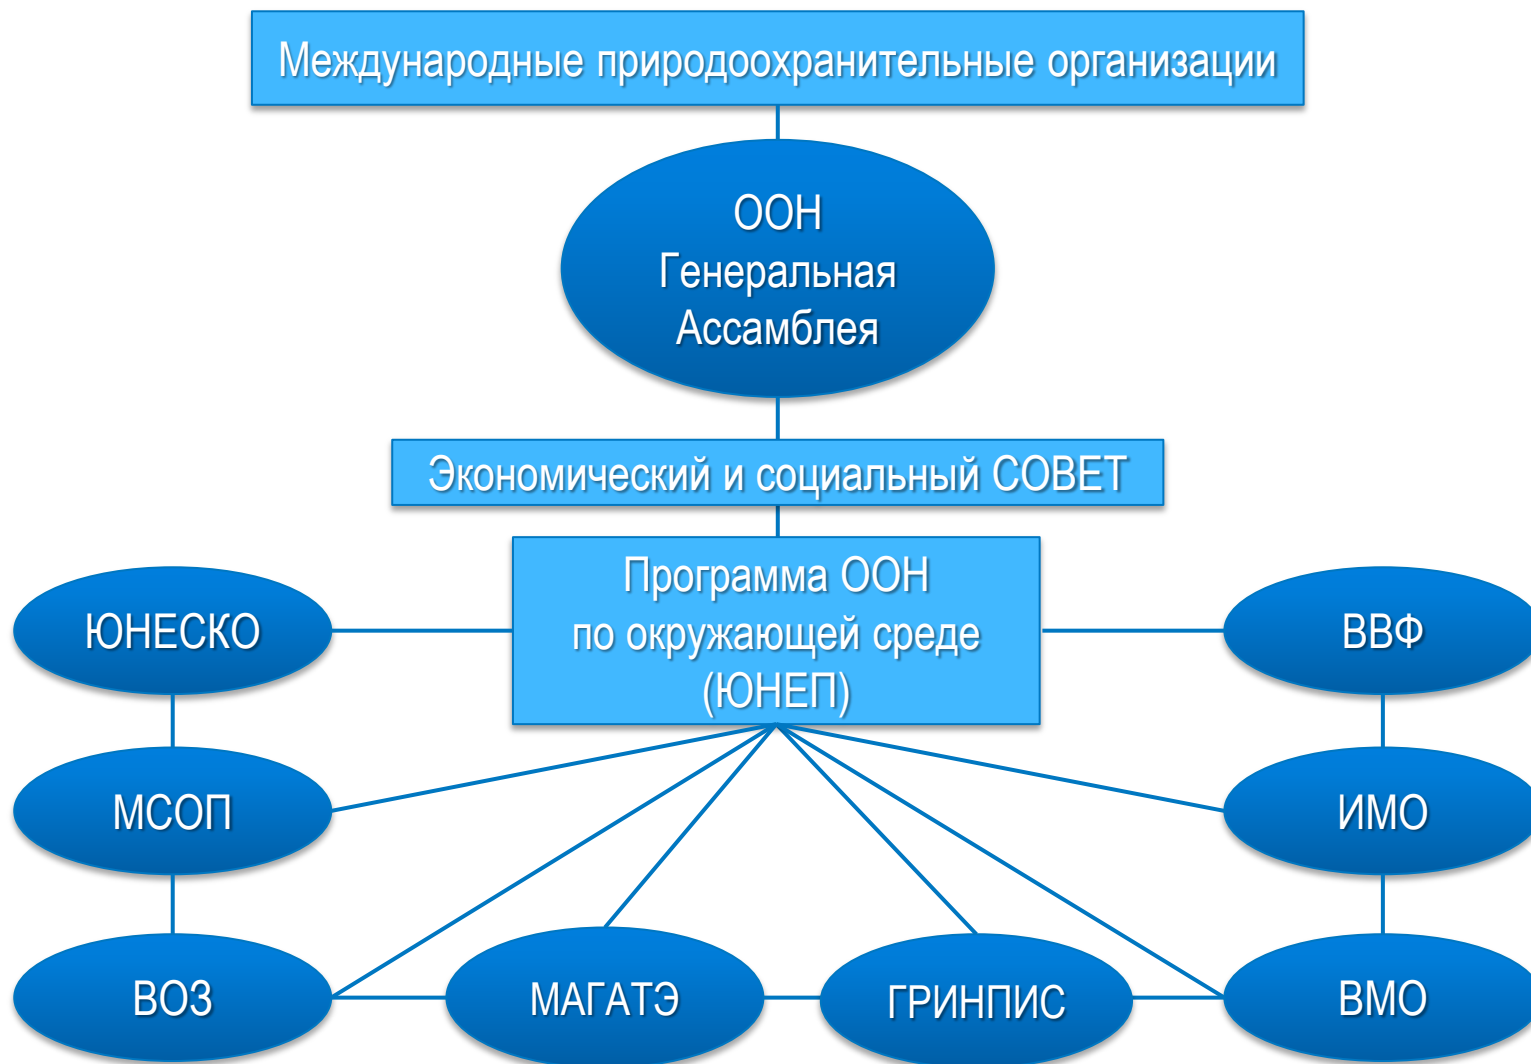 Международные природоохранительные организации
ООН
Генеральная
Ассамблея
Экономический и социальный СОВЕТ
Программа ООН
по окружающей среде
(ЮНЕП)
ЮНЕСКО
ВВФ
МСОП
ИМО
ВОЗ
МАГАТЭ
ГРИНПИС
ВМО